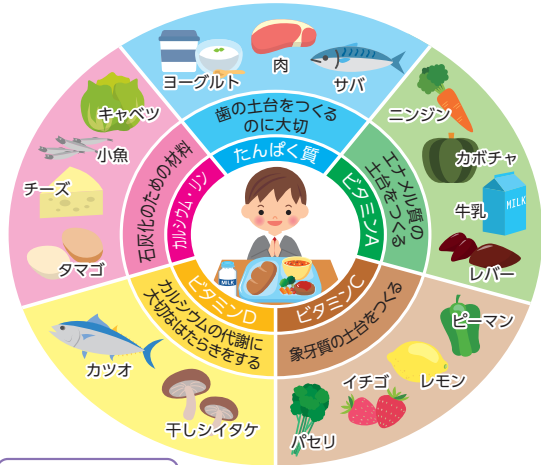 ヨーグルト
肉
サバ
歯の土台をつくる
のに大切
たんぱく質
ニンジン
カボチャ
牛乳
MILK
レバー
エナメル質の
土台をつくる
ビタミンA
ピーマン
レモン
イチゴ
パセリ
象牙質の土台をつくる
ビタミンC
カツオ
干しシイタケ
カルシウムの代謝に
大切なはたらきをする
ビタミンD
キャベツ
小魚
チーズ
タマゴ
石灰化のための材料
カルシウム・リン
MILK